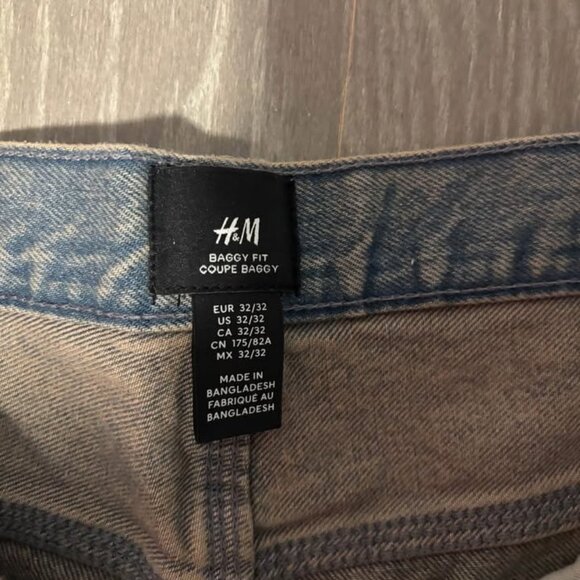 H&M
BAGGY FIT
COUPE BAGGY
EUR 32/32
US 32/32
CA 32/32
CN 175/82A
MX 32/32
MADE IN
BANGLADESH
FABRIQUÉ AU
BANGLADESH